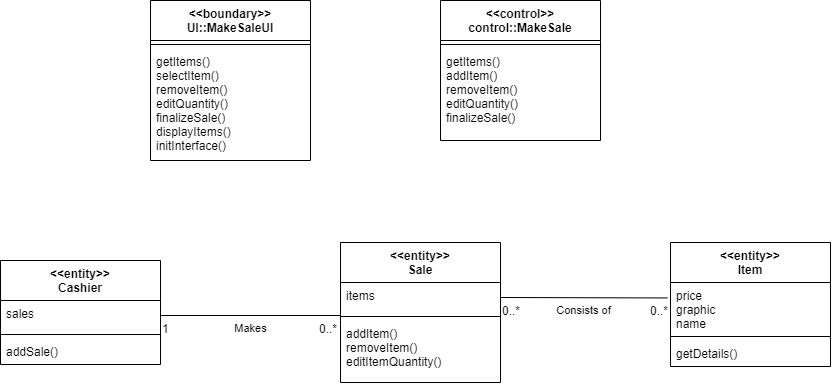 <<boundary>>
UI::MakeSaleUI
getItems()
selectItem()
removeItem()
editQuantity()
finalizeSale()
displayItems()
initInterface()
<<control>>
control::MakeSale
getItems()
addItem()
removeItem()
editQuantity()
finalizeSale()
<<entity>>
Cashier
sales
addSale()
1
Makes
0..*
<<entity>>
Sale
items
addItem()
removeItem()
editItemQuantity()
0..*
Consists of
0..*
<<entity>>
Item
price
graphic
name
getDetails()